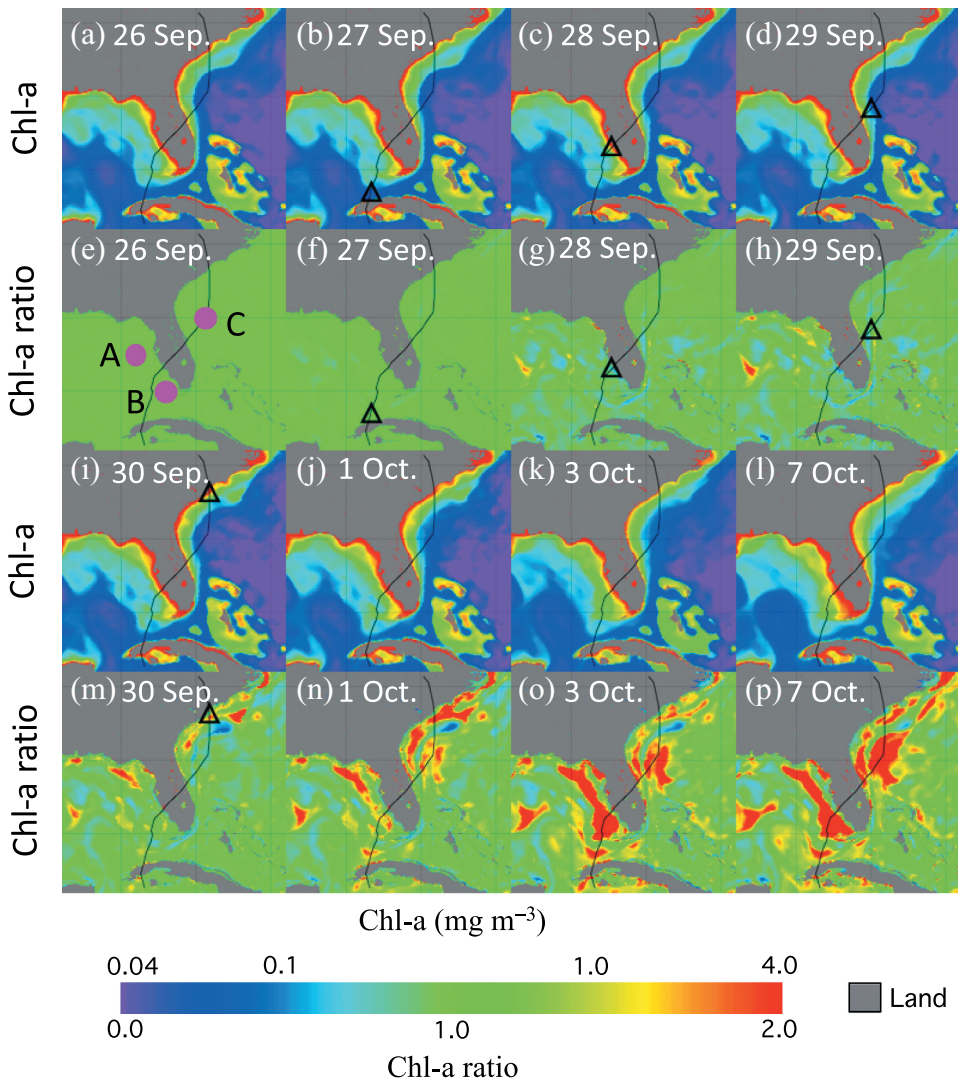 (a) 26 Sep. (b) 27 Sep. (c) 28 Sep. (d) 29 Sep.
Chl-a
(e) 26 Sep. (f) 27 Sep. (g) 28 Sep. (h) 29 Sep.
Chl-a ratio
A B C
(i) 30 Sep. (j) 1 Oct. (k) 3 Oct. (l) 7 Oct.
Chl-a
(m) 30 Sep. (n) 1 Oct. (o) 3 Oct. (p) 7 Oct.
Chl-a ratio
Chl-a (mg m⁻³)
0.04 0.1 1.0 4.0
Land
0.0 1.0 2.0
Chl-a ratio